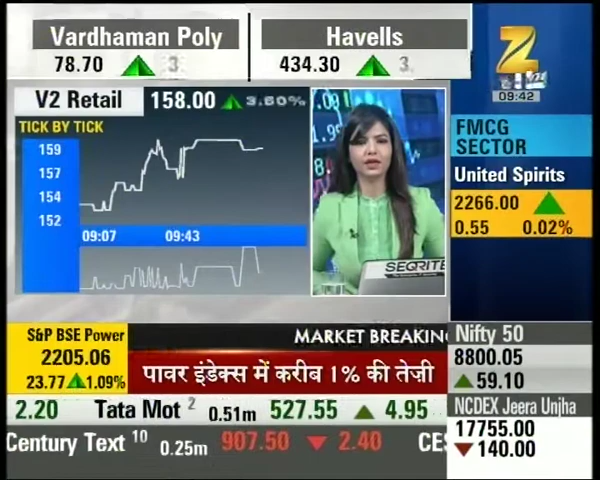 Vardhaman Poly
78.70 3
Havells
434.30 3.
09:42
V2 Retail 158.00 3.60%
TICK BY TICK
159
157
154
152
09:07 09:43
SEQRITE
FMCG
SECTOR
United Spirits
2266.00
0.55 0.02%
S&P BSE Power
2205.06
23.77 1.09%
MARKET BREAKIN
पावर इंडेक्स में करीब 1% की तेज़ी
Nifty 50
8800.05
59.10
NCDEX Jeera Unjha
17755.00
140.00
2.20 Tata Mot 2 0.51m 527.55 4.95
Century Text 10 0.25m 907.50 2.40 CES